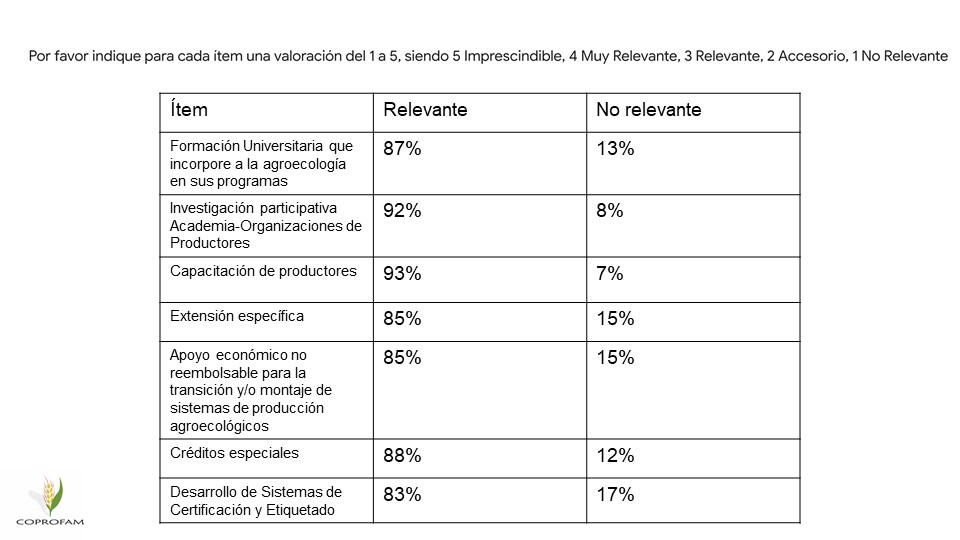 Por favor indique para cada ítem una valoración del 1 a 5, siendo 5 Imprescindible, 4 Muy Relevante, 3 Relevante, 2 Accesorio, 1 No Relevante
Ítem
Relevante
No relevante
Formación Universitaria que
incorpore a la agroecología
en sus programas
87%
13%
Investigación participativa
Academia-Organizaciones de
Productores
92%
8%
Capacitación de productores
93%
7%
Extensión específica
85%
15%
Apoyo económico no
reembolsable para la
transición y/o montaje de
sistemas de producción
agroecológicos
85%
15%
Créditos especiales
88%
12%
Desarrollo de Sistemas de
Certificación y Etiquetado
83%
17%
COPROFAM